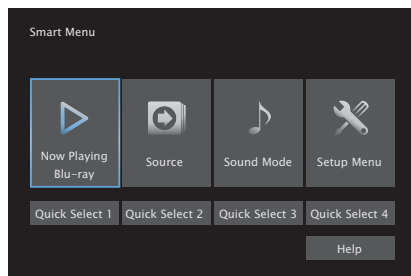 Smart Menu
Now Playing
Blu-ray
Source
Sound Mode
Setup Menu
Quick Select 1
Quick Select 2
Quick Select 3
Quick Select 4
Help